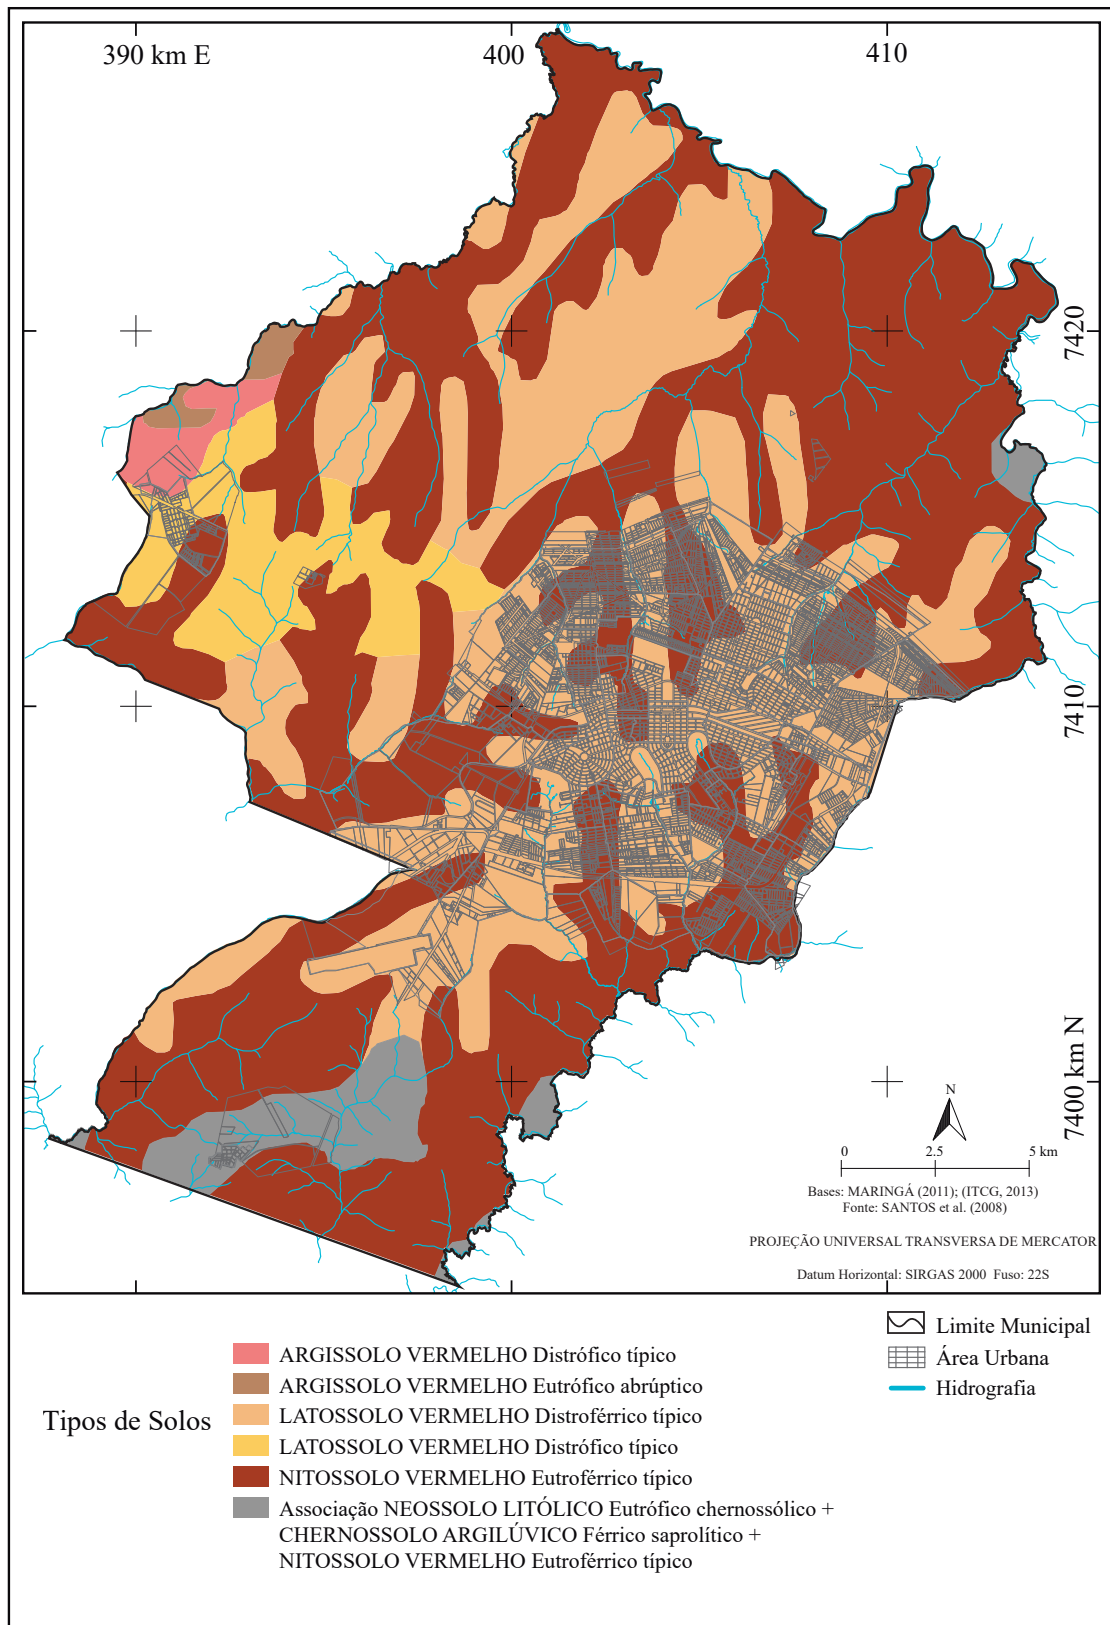 390 km E
400
410
7420
7410
7400 km N
N
0
2.5
5 km
Bases: MARINGÁ (2011); (ITCG, 2013)
Fonte: SANTOS et al. (2008)
PROJEÇÃO UNIVERSAL TRANSVERSA DE MERCATOR
Datum Horizontal: SIRGAS 2000 Fuso: 22S
Limite Municipal
Área Urbana
Hidrografia
Tipos de Solos
ARGISSOLO VERMELHO Distrófico típico
ARGISSOLO VERMELHO Eutrófico abrúptico
LATOSSOLO VERMELHO Distroférrico típico
LATOSSOLO VERMELHO Distrófico típico
NITOSSOLO VERMELHO Eutroférrico típico
Associação NEOSSOLO LITÓLICO Eutrófico chernossólico +
CHERNOSSOLO ARGILÚVICO Férrico saprolítico +
NITOSSOLO VERMELHO Eutroférrico típico